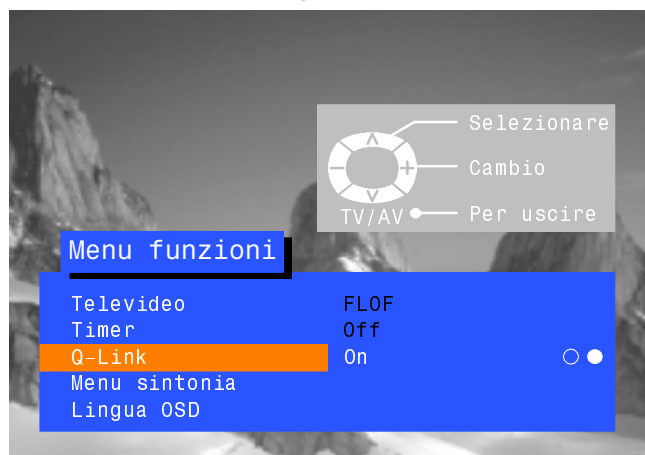 Selezionare
Cambio
TV/AV Per uscire
Menu funzioni
Televideo FLOF
Timer Off
Q-Link On
Menu sintonia
Lingua OSD